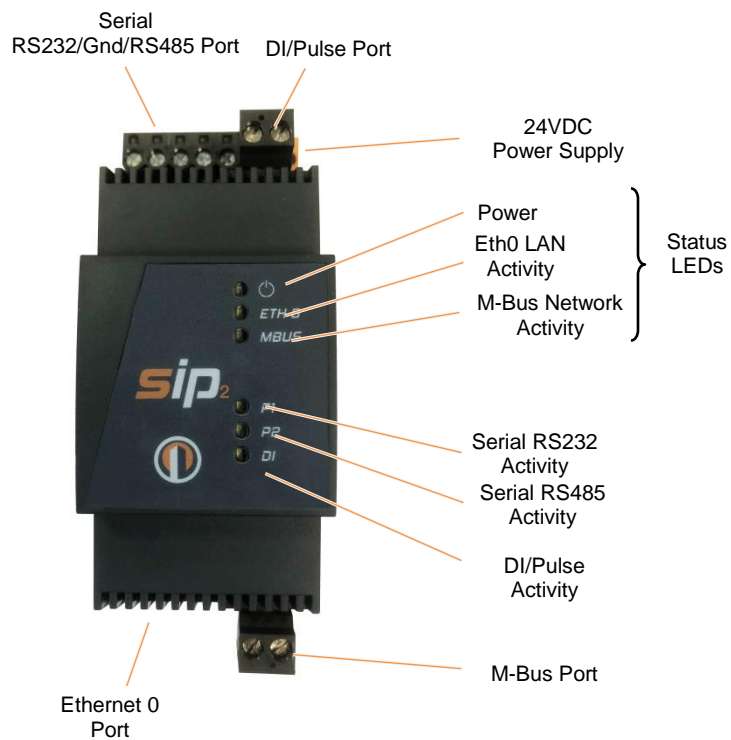 Serial
RS232/Gnd/RS485 Port
DI/Pulse Port
24VDC
Power Supply
Power
Eth0 LAN
Activity
M-Bus Network
Activity
Status
LEDs
ETH 0
MBUS
sip2
P1
P2
DI
Serial RS232
Activity
Serial RS485
Activity
DI/Pulse
Activity
M-Bus Port
Ethernet 0
Port